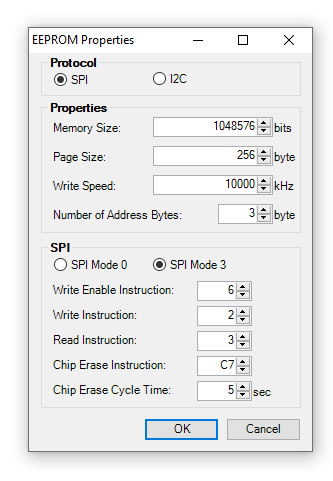 EEPROM Properties
Protocol
SPI I2C
Properties
Memory Size: 1048576 bits
Page Size: 256 byte
Write Speed: 10000 kHz
Number of Address Bytes: 3 byte
SPI
SPI Mode 0 SPI Mode 3
Write Enable Instruction: 6
Write Instruction: 2
Read Instruction: 3
Chip Erase Instruction: C7
Chip Erase Cycle Time: 5 sec
OK Cancel